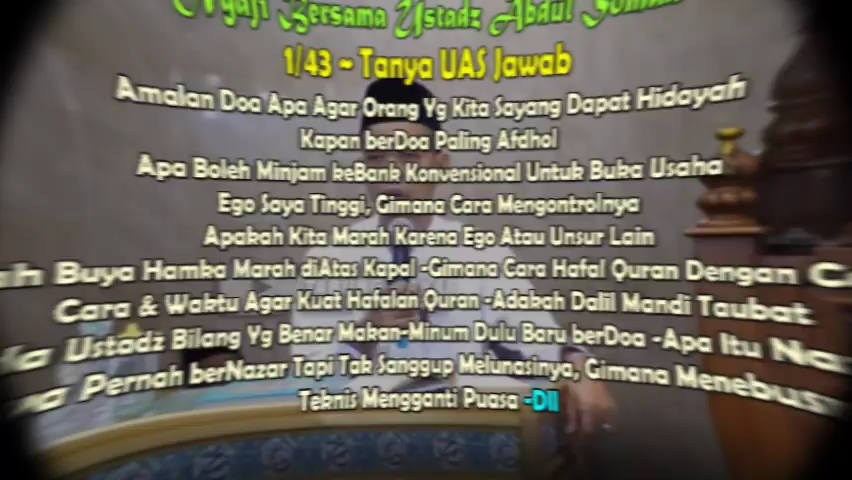 Ngaji Bersama Ustadz Abdul Somad
1/43 ~ Tanya UAS Jawab
Amalan Doa Apa Agar Orang Yg Kita Sayang Dapat Hidayah
Kapan berDoa Paling Afdhol
Apa Boleh Minjam keBank Konvensional Untuk Buka Usaha
Ego Saya Tinggi, Gimana Cara Mengontrolnya
Apakah Kita Marah Karena Ego Atau Unsur Lain
Buya Hamka Marah diAtas Kapal -Gimana Cara Hafal Quran Dengan
Cara & Waktu Agar Kuat Hafalan Quran -Adakah Dalil Mandi Taubat
Ustadz Bilang Yg Benar Makan-Minum Dulu Baru berDoa -Apa Itu
Pernah berNazar Tapi Tak Sanggup Melunasinya, Gimana
Teknis Mengganti Puasa -Dll